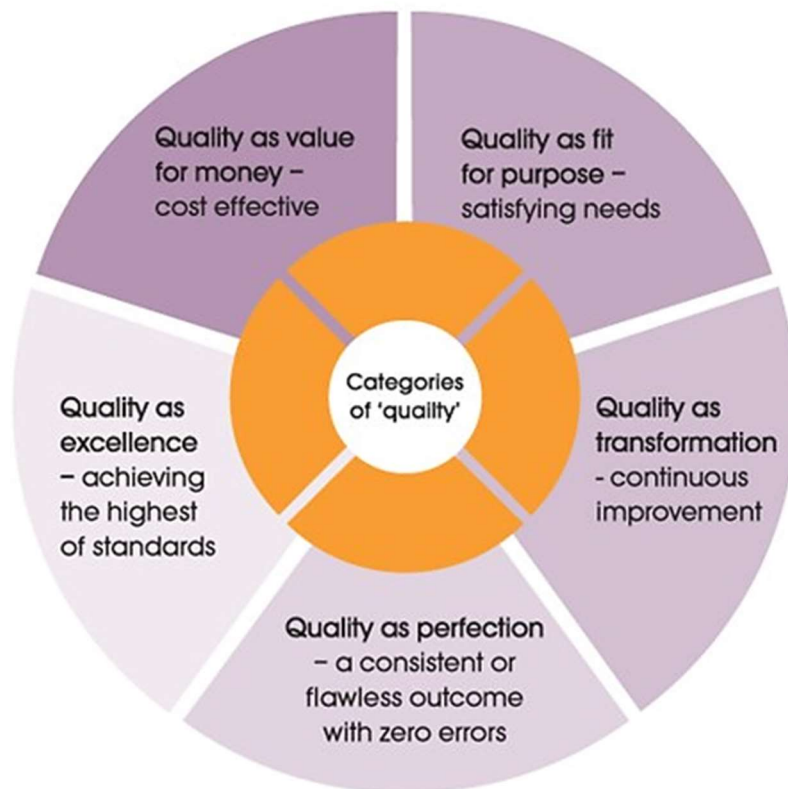 Quality as value
for money –
cost effective
Quality as fit
for purpose –
satisfying needs
Quality as
excellence
– achieving
the highest
of standards
Categories
of ‘quailty’
Quality as
transformation
- continuous
improvement
Quality as perfection
– a consistent or
flawless outcome
with zero errors